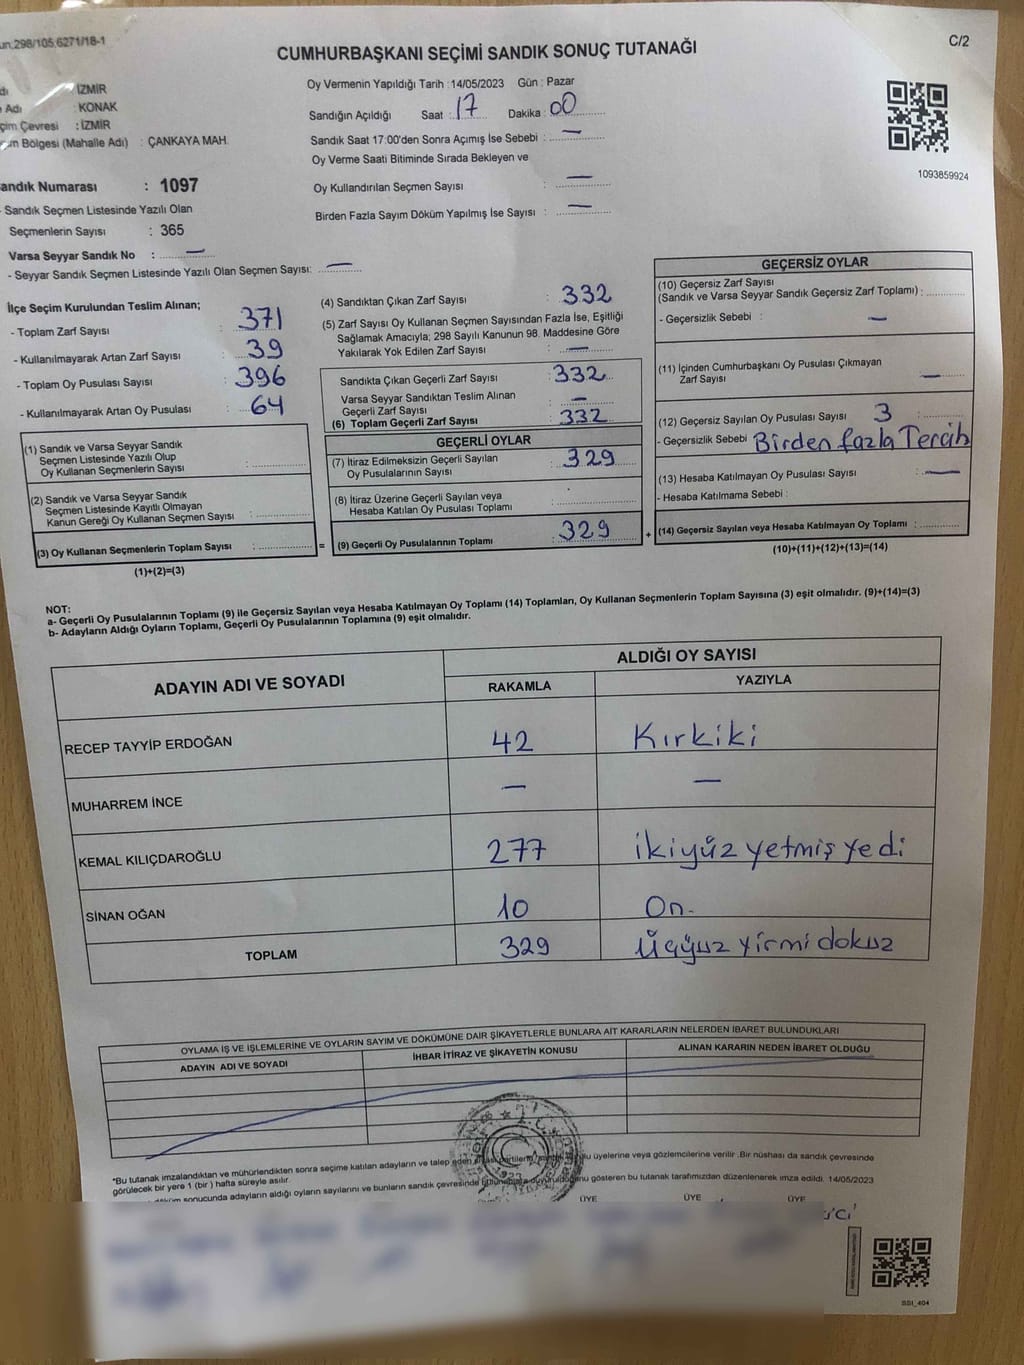 298/105.6271/18-1
C/2
CUMHURBAŞKANI SEÇİMİ SANDIK SONUÇ TUTANAĞI
: İZMİR
Adı : KONAK
Çevresi : İZMİR
Bölgesi (Mahalle Adı) : ÇANKAYA MAH.
Sandık Numarası : 1097
- Sandık Seçmen Listesinde Yazılı Olan
Seçmenlerin Sayısı : 365
Varsa Seyyar Sandık No : —
- Seyyar Sandık Seçmen Listesinde Yazılı Olan Seçmen Sayısı: —
Oy Vermenin Yapıldığı Tarih : 14/05/2023 Gün : Pazar
Sandığın Açıldığı Saat : 17 Dakika : 00
Sandık Saat 17:00'den Sonra Açımış İse Sebebi : —
Oy Verme Saati Bitiminde Sırada Bekleyen ve
Oy Kullandırılan Seçmen Sayısı : —
Birden Fazla Sayım Döküm Yapılmış İse Sayısı : —
1093859924
İlçe Seçim Kurulundan Teslim Alınan;
- Toplam Zarf Sayısı : 371
- Kullanılmayarak Artan Zarf Sayısı : 39
- Toplam Oy Pusulası Sayısı : 396
- Kullanılmayarak Artan Oy Pusulası : 64
(1) Sandık ve Varsa Seyyar Sandık
Seçmen Listesinde Yazılı Olup
Oy Kullanan Seçmenlerin Sayısı :
(2) Sandık ve Varsa Seyyar Sandık
Seçmen Listesinde Kayıtlı Olmayan
Kanun Gereği Oy Kullanan Seçmen Sayısı :
(3) Oy Kullanan Seçmenlerin Toplam Sayısı : =
(1)+(2)=(3)
(4) Sandıktan Çıkan Zarf Sayısı : 332
(5) Zarf Sayısı Oy Kullanan Seçmen Sayısından Fazla İse, Eşitliği
Sağlamak Amacıyla; 298 Sayılı Kanunun 98. Maddesine Göre
Yakılarak Yok Edilen Zarf Sayısı : —
Sandıkta Çıkan Geçerli Zarf Sayısı : 332
Varsa Seyyar Sandıktan Teslim Alınan
Geçerli Zarf Sayısı : —
(6) Toplam Geçerli Zarf Sayısı : 332
GEÇERLİ OYLAR
(7) İtiraz Edilmeksizin Geçerli Sayılan
Oy Pusulalarının Sayısı : 329
(8) İtiraz Üzerine Geçerli Sayılan veya
Hesaba Katılan Oy Pusulası Toplamı :
(9) Geçerli Oy Pusulalarının Toplamı : 329 +
GEÇERSİZ OYLAR
(10) Geçersiz Zarf Sayısı
(Sandık ve Varsa Seyyar Sandık Geçersiz Zarf Toplamı) :
- Geçersizlik Sebebi : —
(11) İçinden Cumhurbaşkanı Oy Pusulası Çıkmayan
Zarf Sayısı : —
(12) Geçersiz Sayılan Oy Pusulası Sayısı : 3
- Geçersizlik Sebebi Birden fazla Tercih
(13) Hesaba Katılmayan Oy Pusulası Sayısı : —
- Hesaba Katılmama Sebebi :
(14) Geçersiz Sayılan veya Hesaba Katılmayan Oy Toplamı :
(10)+(11)+(12)+(13)=(14)
NOT:
a- Geçerli Oy Pusulalarının Toplamı (9) ile Geçersiz Sayılan veya Hesaba Katılmayan Oy Toplamı (14) Toplamları, Oy Kullanan Seçmenlerin Toplam Sayısına (3) eşit olmalıdır. (9)+(14)=(3)
b- Adayların Aldığı Oyların Toplamı, Geçerli Oy Pusulalarının Toplamına (9) eşit olmalıdır.
ADAYIN ADI VE SOYADI
ALDIĞI OY SAYISI
RAKAMLA YAZIYLA
RECEP TAYYİP ERDOĞAN 42 Kırkiki
MUHARREM İNCE — —
KEMAL KILIÇDAROĞLU 277 ikiyüz yetmiş yedi
SİNAN OĞAN 10 On.
TOPLAM 329 Üçyüz yirmi dokuz
OYLAMA İŞ VE İŞLEMLERİNE VE OYLARIN SAYIM VE DÖKÜMÜNE DAİR ŞİKAYETLERLE BUNLARA AİT KARARLARIN NELERDEN İBARET BULUNDUKLARI
ADAYIN ADI VE SOYADI İHBAR İTİRAZ VE ŞİKAYETİN KONUSU ALINAN KARARIN NEDEN İBARET OLDUĞU
*Bu tutanak imzalandıktan ve mühürlendikten sonra seçime katılan adayların ve talep eden partilerin üyelerine veya gözlemcilerine verilir. Bir nüshası da sandık çevresinde
görülecek bir yere 1 (bir) hafta süreyle asılır.
döküm sonucunda adayların aldığı oyların sayılarını ve bunların sandık çevresinde gösteren bu tutanak tarafımızdan düzenlenerek imza edildi. 14/05/2023
ÜYE ÜYE ÜYE
T.C.
1923
SSI_404